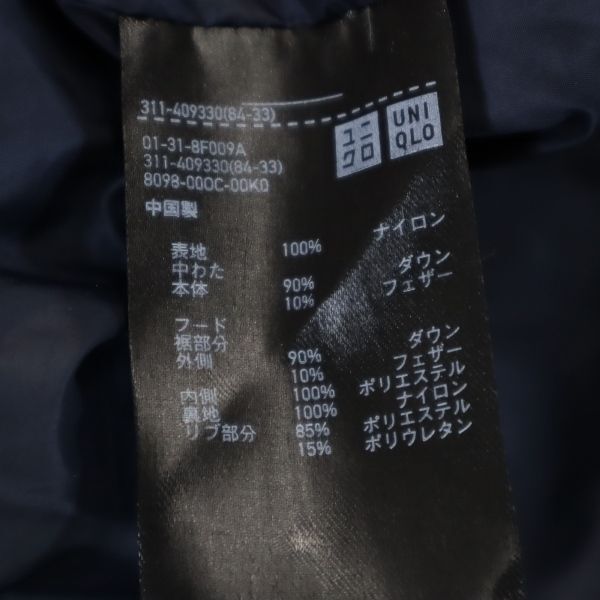 311-409330(84-33)
ユニ
クロ
UNI
QLO
01-31-8F009A
311-409330(84-33)
8098-000C-00K0
中国製
表地 100% ナイロン
中わた
本体 90% ダウン
10% フェザー
フード
裾部分
外側 90% ダウン
10% フェザー
内側 100% ポリエステル
裏地 100% ナイロン
リブ部分 85% ポリエステル
15% ポリウレタン